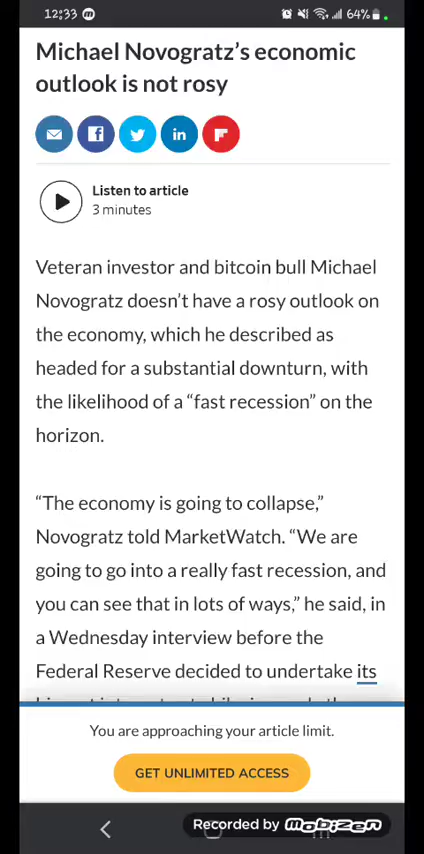 12:33
64%
Michael Novogratz’s economic
outlook is not rosy
Listen to article
3 minutes
Veteran investor and bitcoin bull Michael
Novogratz doesn’t have a rosy outlook on
the economy, which he described as
headed for a substantial downturn, with
the likelihood of a “fast recession” on the
horizon.
“The economy is going to collapse,”
Novogratz told MarketWatch. “We are
going to go into a really fast recession, and
you can see that in lots of ways,” he said, in
a Wednesday interview before the
Federal Reserve decided to undertake its
You are approaching your article limit.
GET UNLIMITED ACCESS
Recorded by mobizen